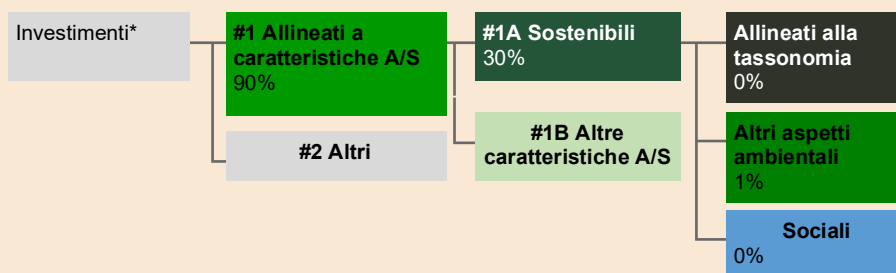 Investimenti*
#1 Allineati a
caratteristiche A/S
90%
#2 Altri
#1A Sostenibili
30%
#1B Altre
caratteristiche A/S
Allineati alla
tassonomia
0%
Altri aspetti
ambientali
1%
Sociali
0%